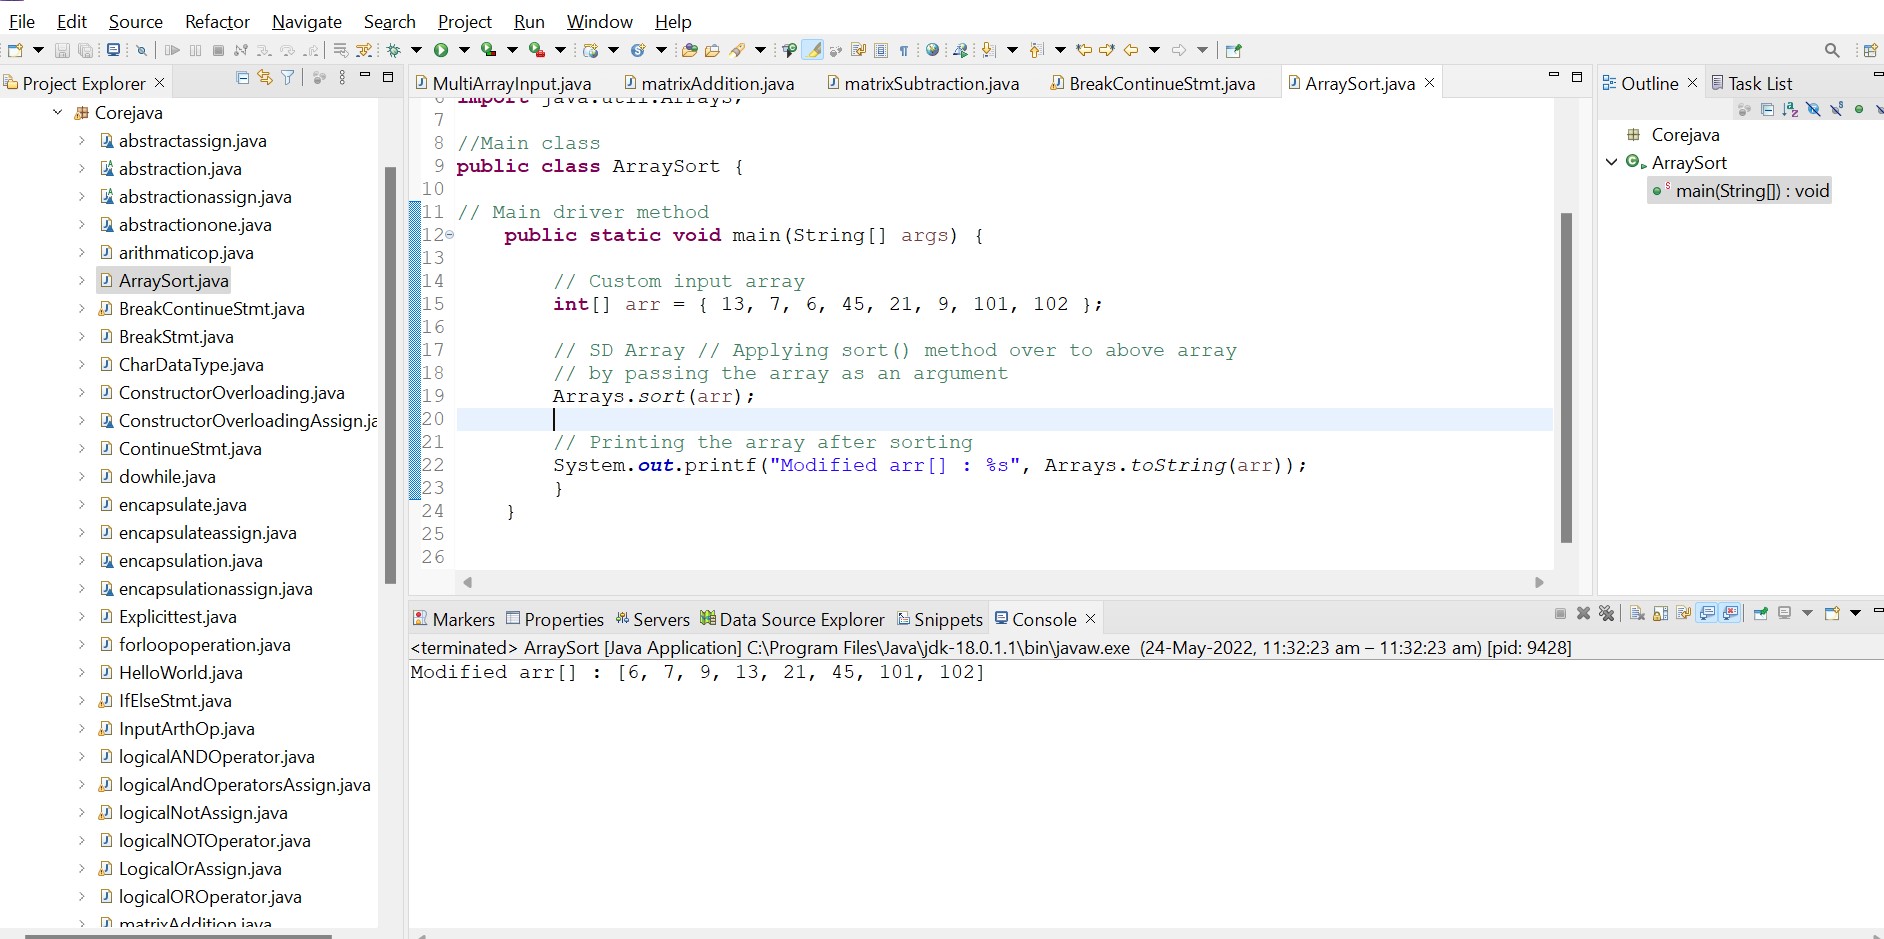 File Edit Source Refactor Navigate Search Project Run Window Help
Project Explorer
Corejava
abstractassign.java
abstraction.java
abstractionassign.java
abstractionone.java
arithmaticop.java
ArraySort.java
BreakContinueStmt.java
BreakStmt.java
CharDataType.java
ConstructorOverloading.java
ConstructorOverloadingAssign.ja
ContinueStmt.java
dowhile.java
encapsulate.java
encapsulateassign.java
encapsulation.java
encapsulationassign.java
Explicittest.java
forloopoperation.java
HelloWorld.java
IfElseStmt.java
InputArthOp.java
logicalANDOperator.java
logicalAndOperatorsAssign.java
logicalNotAssign.java
logicalNOTOperator.java
LogicalOrAssign.java
logicalOROperator.java
matrixAddition.java
MultiArrayInput.java matrixAddition.java matrixSubtraction.java BreakContinueStmt.java ArraySort.java
6 import java.util.Arrays;
7
8 //Main class
9 public class ArraySort {
10
11 // Main driver method
12 public static void main(String[] args) {
13
14 // Custom input array
15 int[] arr = { 13, 7, 6, 45, 21, 9, 101, 102 };
16
17 // SD Array // Applying sort() method over to above array
18 // by passing the array as an argument
19 Arrays.sort(arr);
20
21 // Printing the array after sorting
22 System.out.printf("Modified arr[] : %s", Arrays.toString(arr));
23 }
24 }
25
26
Outline Task List
Corejava
ArraySort
main(String[]) : void
Markers Properties Servers Data Source Explorer Snippets Console
<terminated> ArraySort [Java Application] C:\Program Files\Java\jdk-18.0.1.1\bin\javaw.exe (24-May-2022, 11:32:23 am – 11:32:23 am) [pid: 9428]
Modified arr[] : [6, 7, 9, 13, 21, 45, 101, 102]